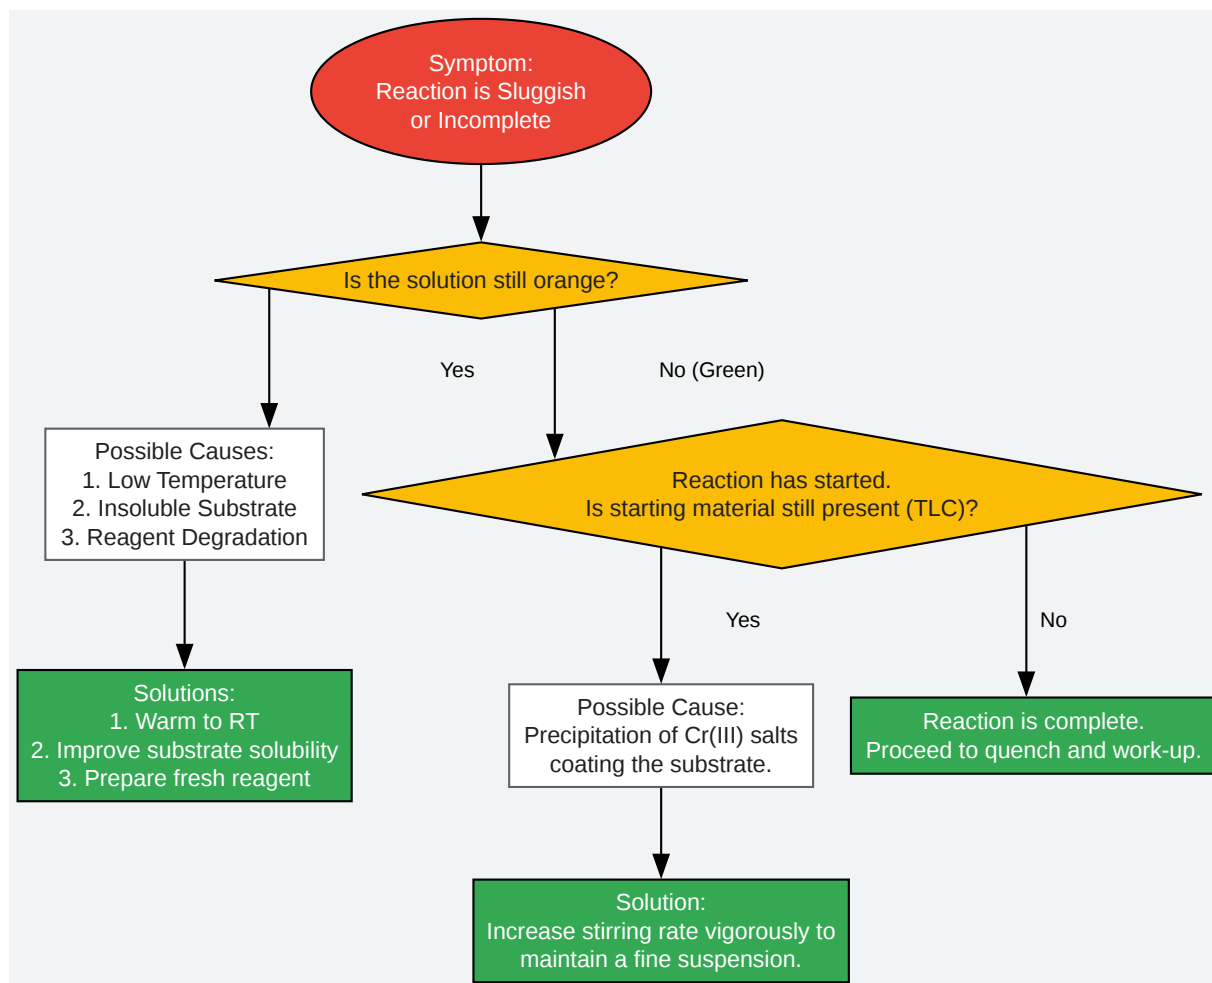 Symptom:
Reaction is Sluggish
or Incomplete
Is the solution still orange?
Yes
No (Green)
Possible Causes:
1. Low Temperature
2. Insoluble Substrate
3. Reagent Degradation
Reaction has started.
Is starting material still present (TLC)?
Yes
No
Solutions:
1. Warm to RT
2. Improve substrate solubility
3. Prepare fresh reagent
Possible Cause:
Precipitation of Cr(III) salts
coating the substrate.
Reaction is complete.
Proceed to quench and work-up.
Solution:
Increase stirring rate vigorously to
maintain a fine suspension.